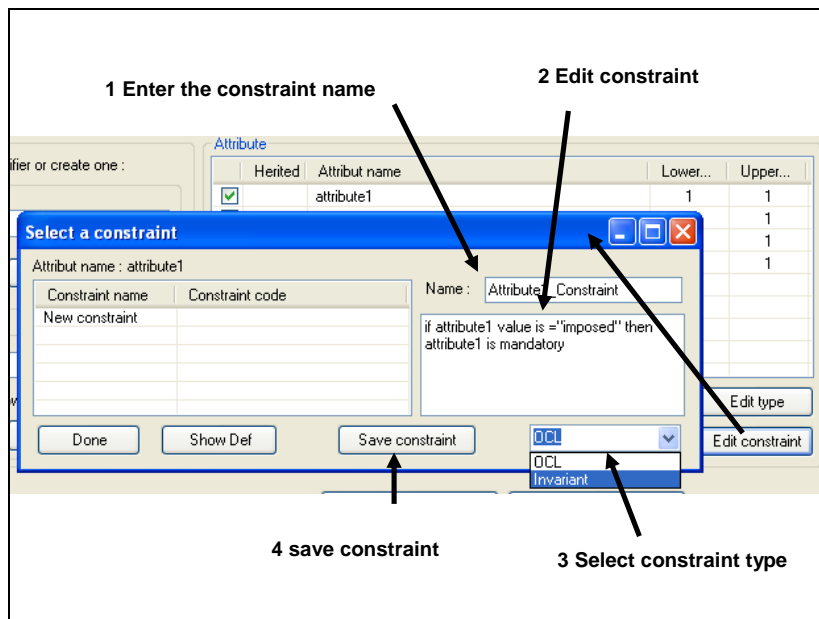 1 Enter the constraint name
2 Edit constraint
Attribute
ifier or create one :
Herited Attribut name Lower... Upper...
attribute1 1 1
1
1
1
Select a constraint
Attribut name : attribute1
Constraint name Constraint code
New constraint
Name : Attribute1_Constraint
if attribute1 value is ="imposed" then
attribute1 is mandatory
Edit type
Edit constraint
Done Show Def Save constraint
OCL
OCL
Invariant
4 save constraint
3 Select constraint type